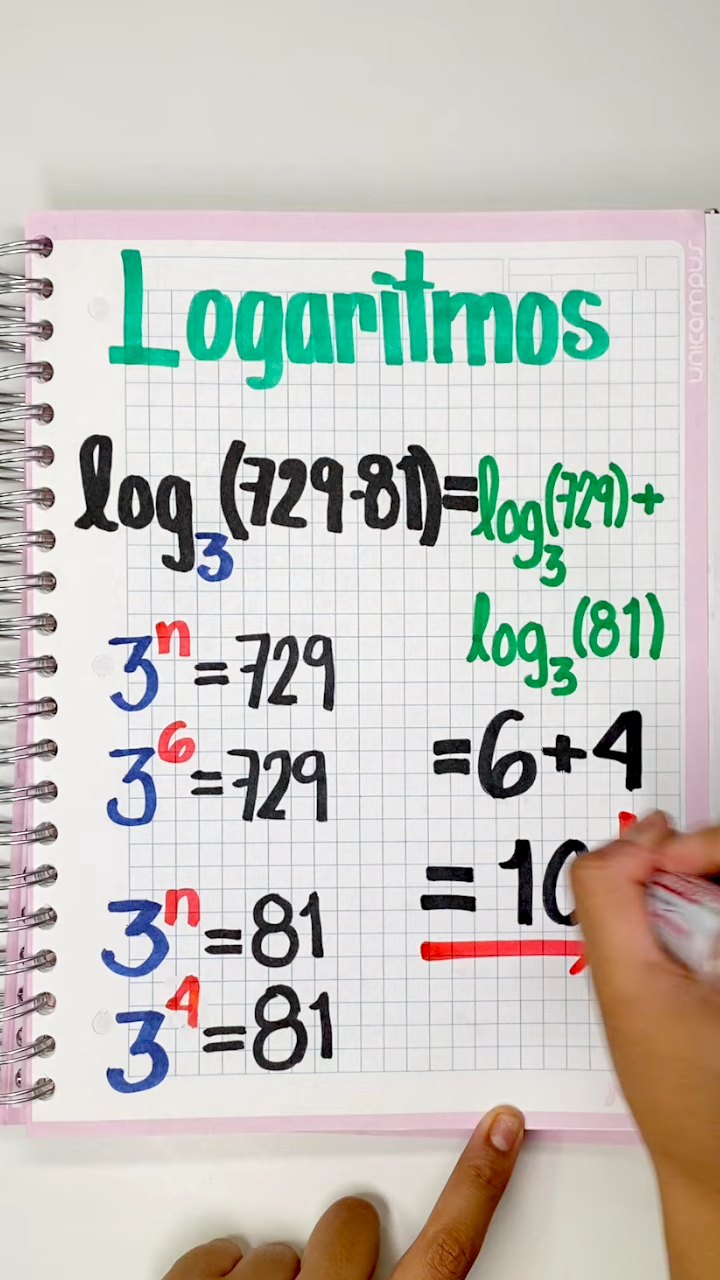 unicampus
Logaritmos
log₃(729·81)=log₃(729)+
log₃(81)
3ⁿ=729
=6+4
3⁶=729
=10
3ⁿ=81
3⁴=81